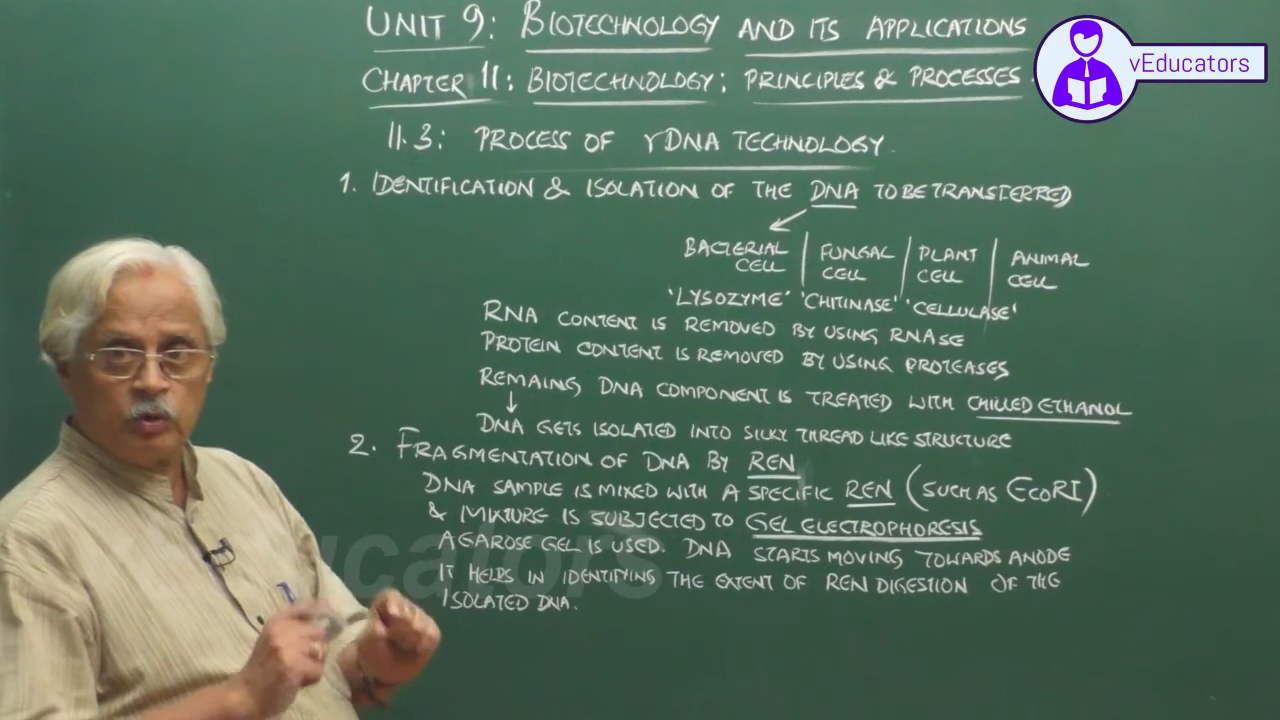 UNIT 9: BIOTECHNOLOGY AND ITS APPLICATIONS
vEducators
CHAPTER 11: BIOTECHNOLOGY: PRINCIPLES & PROCESSES.
11.3: PROCESS OF rDNA TECHNOLOGY.
1. IDENTIFICATION & ISOLATION OF THE DNA TO BE TRANSFERRED
BACTERIAL CELL
FUNGAL CELL
PLANT CELL
ANIMAL CELL
'LYSOZYME' 'CHITINASE' 'CELLULASE'
RNA CONTENT IS REMOVED BY USING RNASE
PROTEIN CONTENT IS REMOVED BY USING PROTEASES
REMAING DNA COMPONENT IS TREATED WITH CHILLED ETHANOL
DNA GETS ISOLATED INTO SILKY THREAD LIKE STRUCTURE
2. FRAGMENTATION OF DNA BY REN
DNA SAMPLE IS MIXED WITH A SPECIFIC REN (SUCH AS ECORI)
& MIXTURE IS SUBJECTED TO GEL ELECTROPHORESIS
AGAROSE GEL IS USED. DNA STARTS MOVING TOWARDS ANODE
IT HELPS IN IDENTIFYING THE EXTENT OF REN DIGESTION OF THE
ISOLATED DNA.